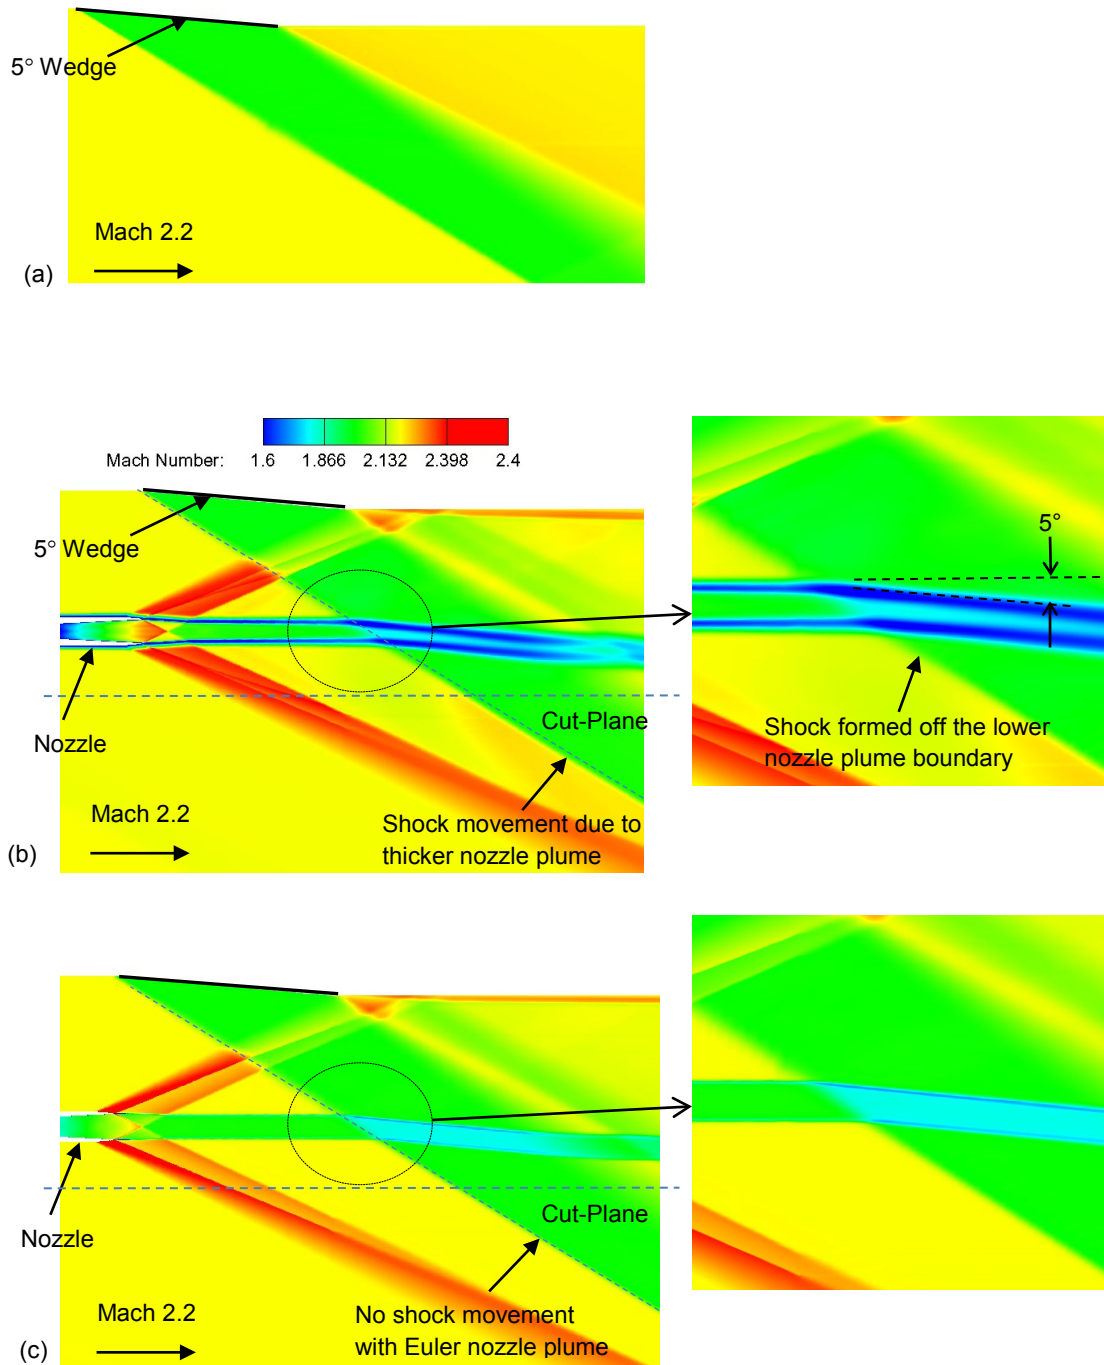 5° Wedge
Mach 2.2
(a)
Mach Number: 1.6 1.866 2.132 2.398 2.4
5° Wedge
5°
Nozzle
Cut-Plane
Shock formed off the lower
nozzle plume boundary
Mach 2.2
Shock movement due to
thicker nozzle plume
(b)
Cut-Plane
Nozzle
Mach 2.2
No shock movement
with Euler nozzle plume
(c)